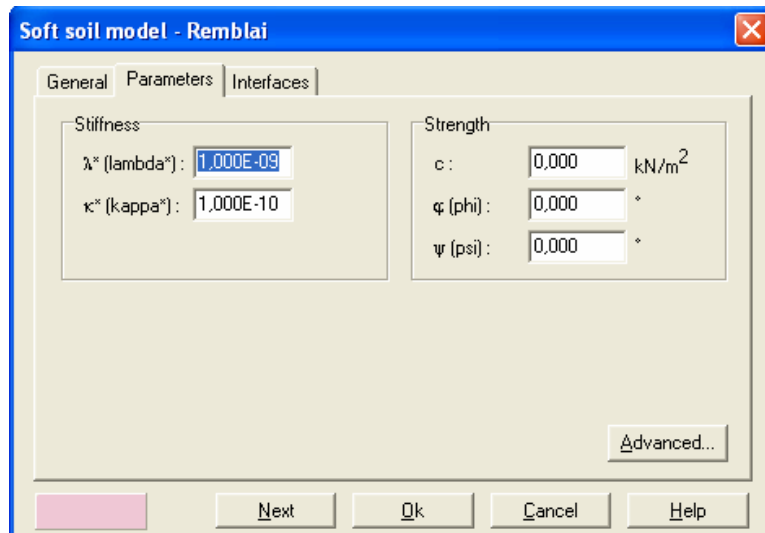 Soft soil model - Remblai
General Parameters Interfaces
Stiffness
λ* (lambda*) : 1,000E-09
κ* (kappa*) : 1,000E-10
Strength
c : 0,000 kN/m²
φ (phi) : 0,000 °
ψ (psi) : 0,000 °
Advanced...
Next Ok Cancel Help